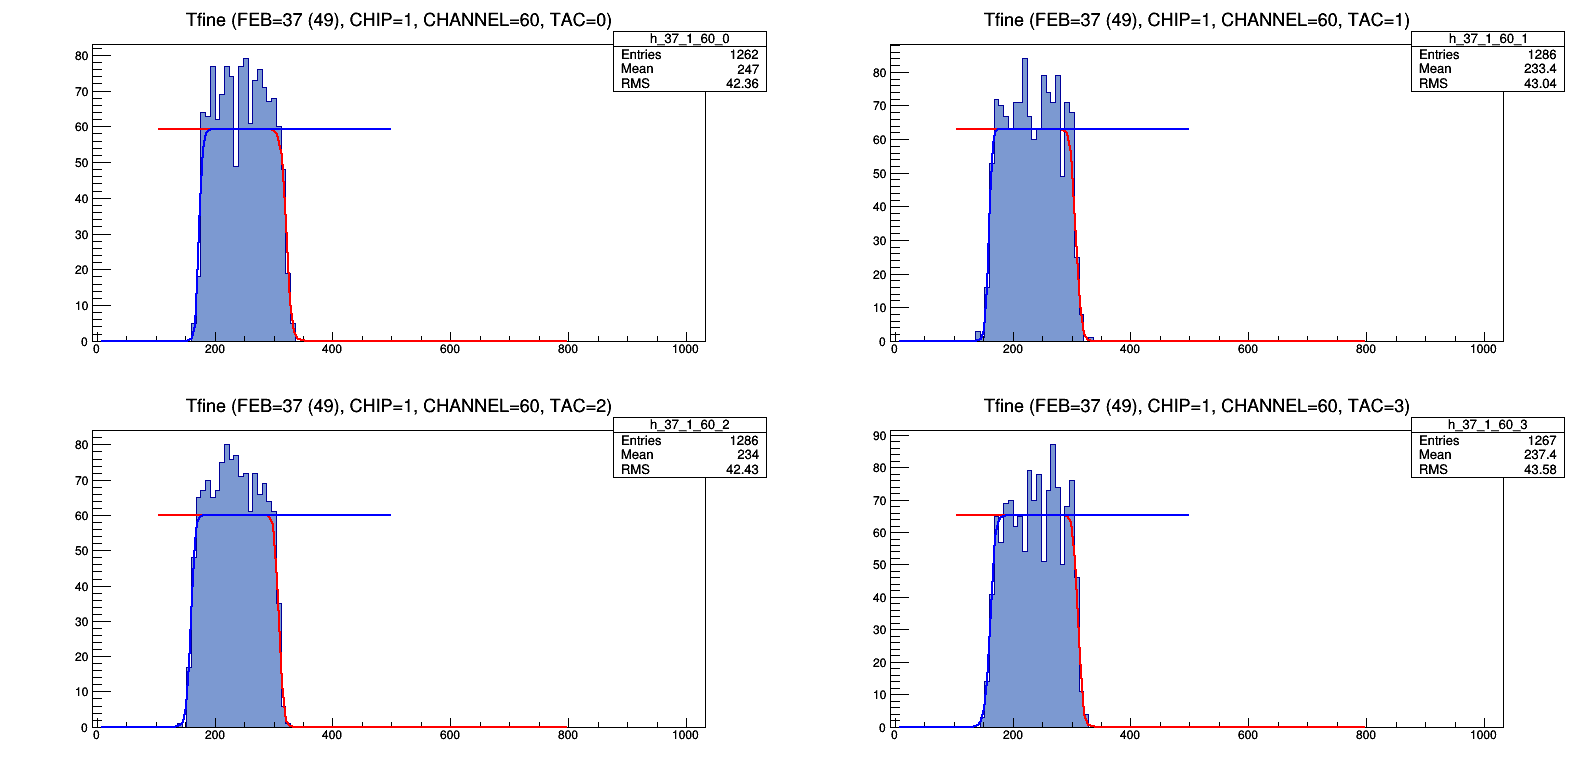 Tfine (FEB=37 (49), CHIP=1, CHANNEL=60, TAC=0)
h_37_1_60_0
Entries 1262
Mean 247
RMS 42.36
80
70
60
50
40
30
20
10
0
0 200 400 600 800 1000
Tfine (FEB=37 (49), CHIP=1, CHANNEL=60, TAC=1)
h_37_1_60_1
Entries 1286
Mean 233.4
RMS 43.04
80
70
60
50
40
30
20
10
0
0 200 400 600 800 1000
Tfine (FEB=37 (49), CHIP=1, CHANNEL=60, TAC=2)
h_37_1_60_2
Entries 1286
Mean 234
RMS 42.43
80
70
60
50
40
30
20
10
0
0 200 400 600 800 1000
Tfine (FEB=37 (49), CHIP=1, CHANNEL=60, TAC=3)
h_37_1_60_3
Entries 1267
Mean 237.4
RMS 43.58
90
80
70
60
50
40
30
20
10
0
0 200 400 600 800 1000